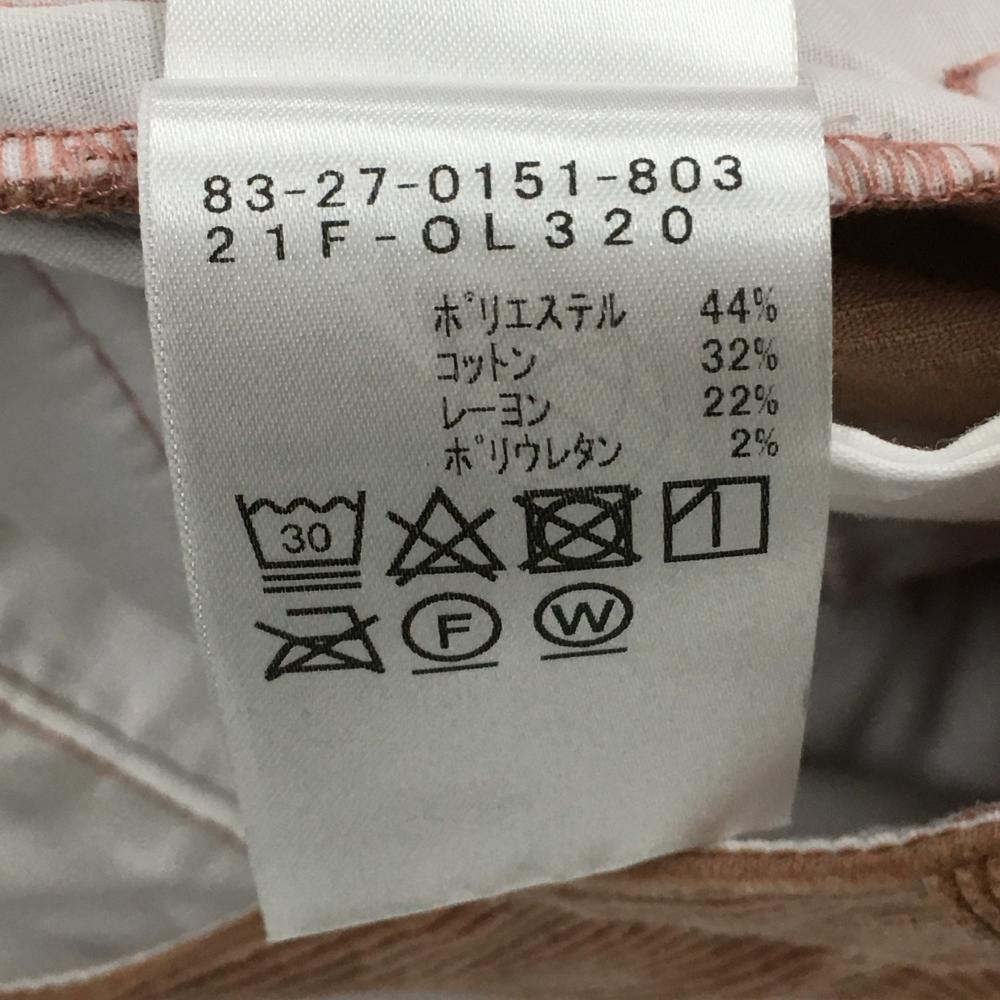 83-27-0151-803
21F-OL320
ポリエステル 44%
コットン 32%
レーヨン 22%
ポリウレタン 2%
30
F W